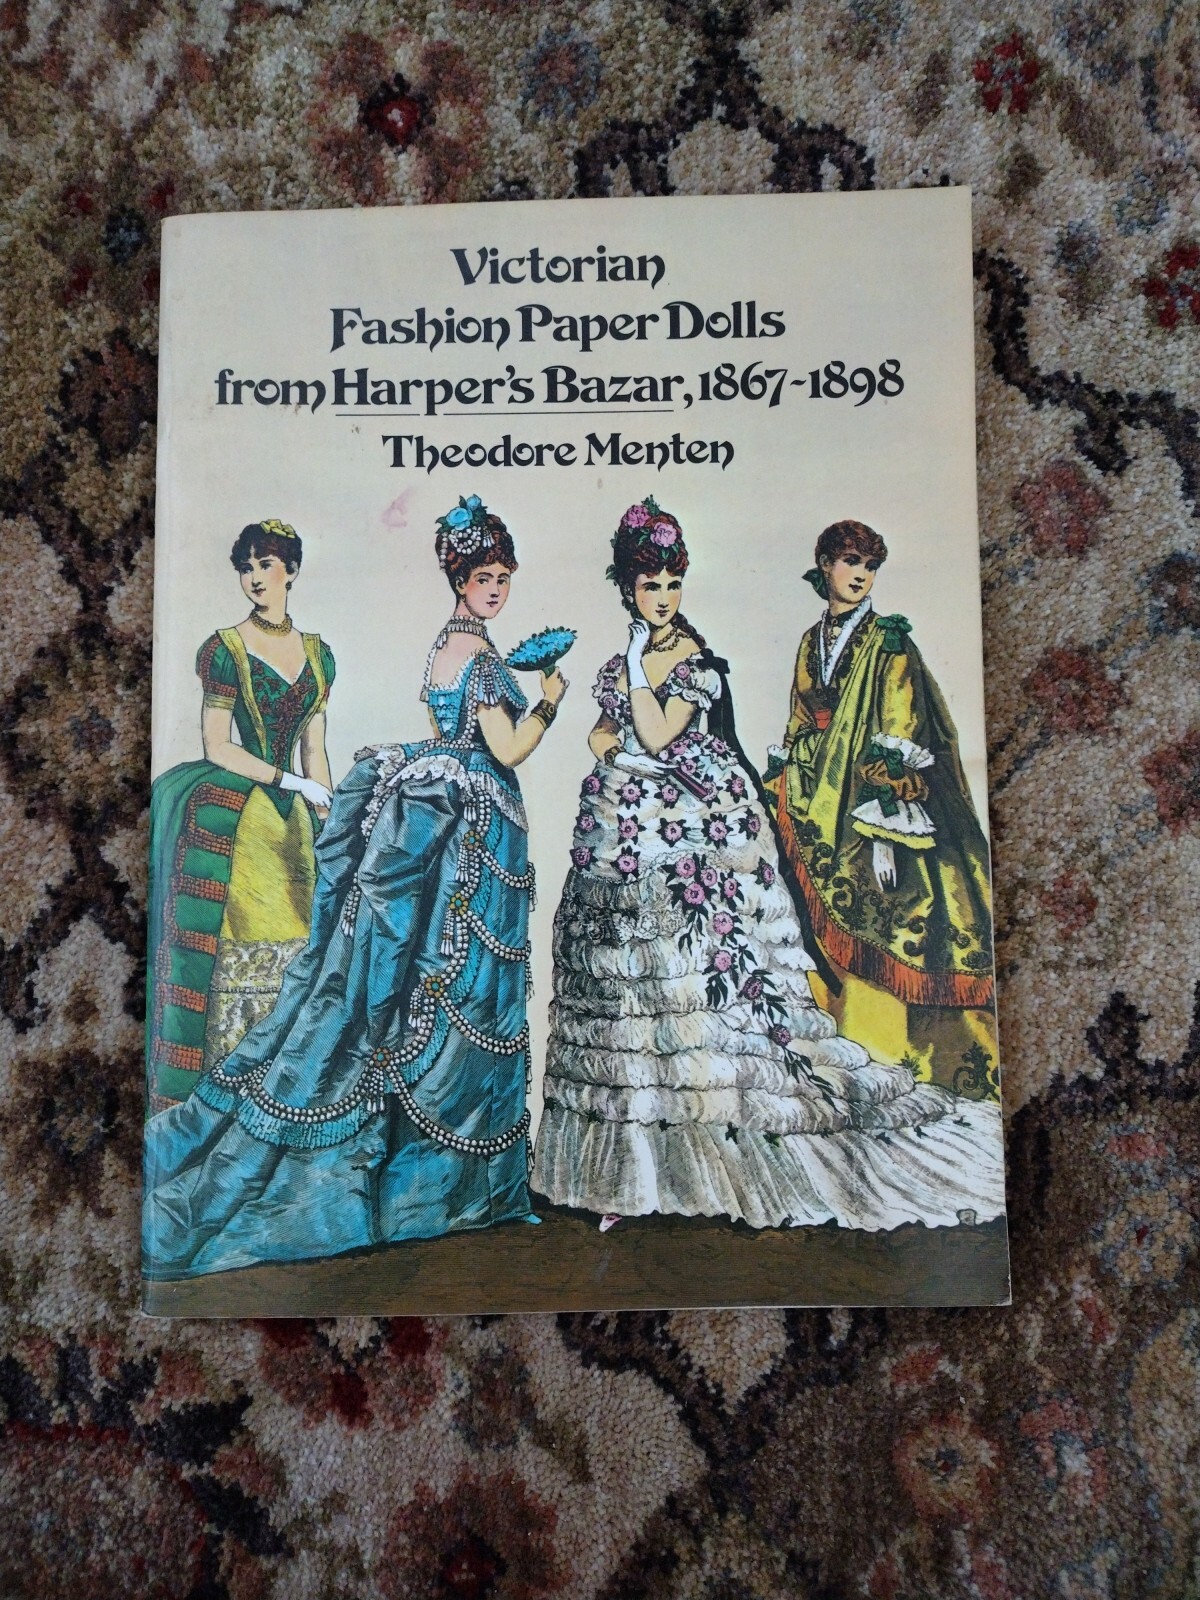 Victorian
Fashion Paper Dolls
from Harper's Bazar, 1867-1898
Theodore Menten